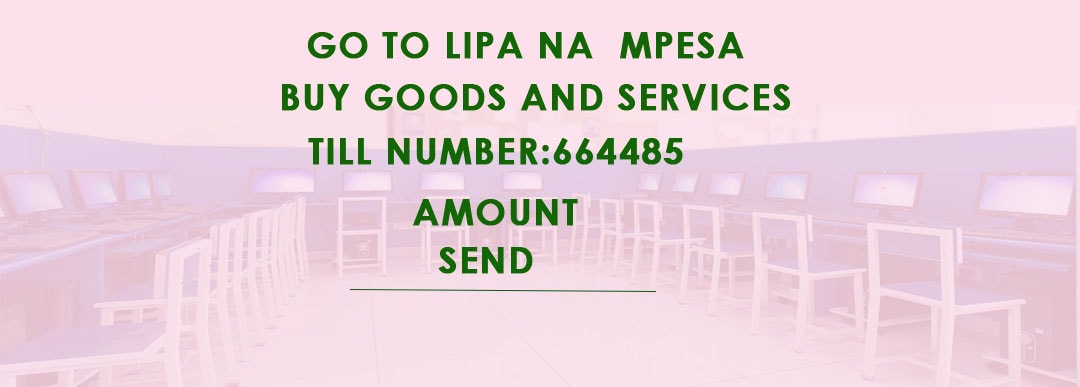 GO TO LIPA NA MPESA
BUY GOODS AND SERVICES
TILL NUMBER:664485
AMOUNT
SEND